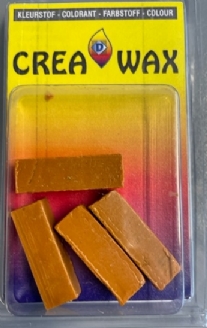 KLEURSTOF - COLORANT - FARBSTOFF - COLOUR
CREA D WAX